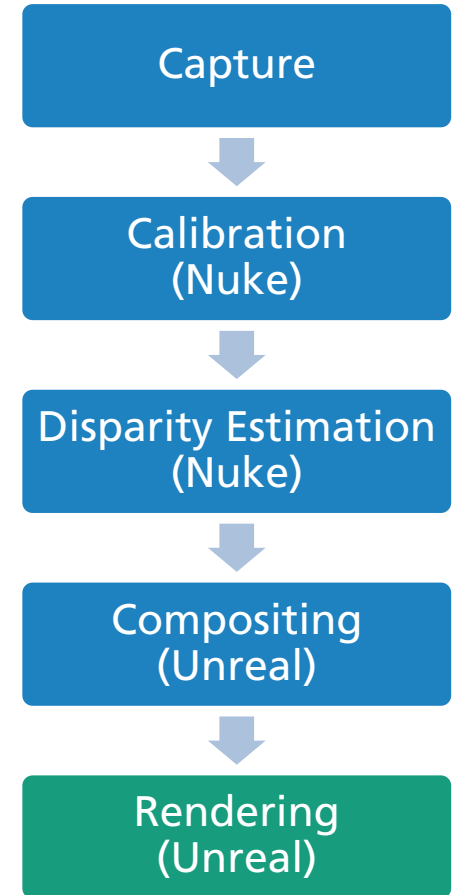 Capture
Calibration
(Nuke)
Disparity Estimation
(Nuke)
Compositing
(Unreal)
Rendering
(Unreal)